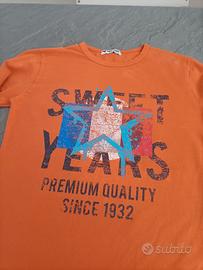 SWEET
YEARS
PREMIUM QUALITY
SINCE 1932
subito